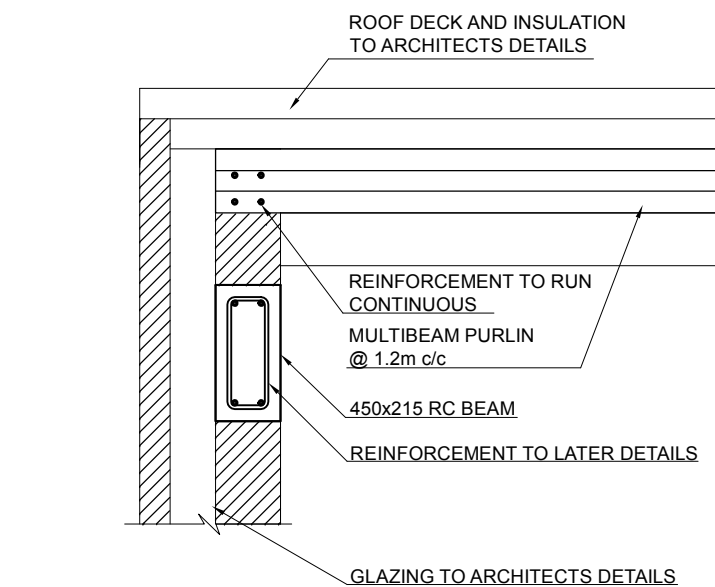 ROOF DECK AND INSULATION
TO ARCHITECTS DETAILS
REINFORCEMENT TO RUN
CONTINUOUS
MULTIBEAM PURLIN
@ 1.2m c/c
450x215 RC BEAM
REINFORCEMENT TO LATER DETAILS
GLAZING TO ARCHITECTS DETAILS